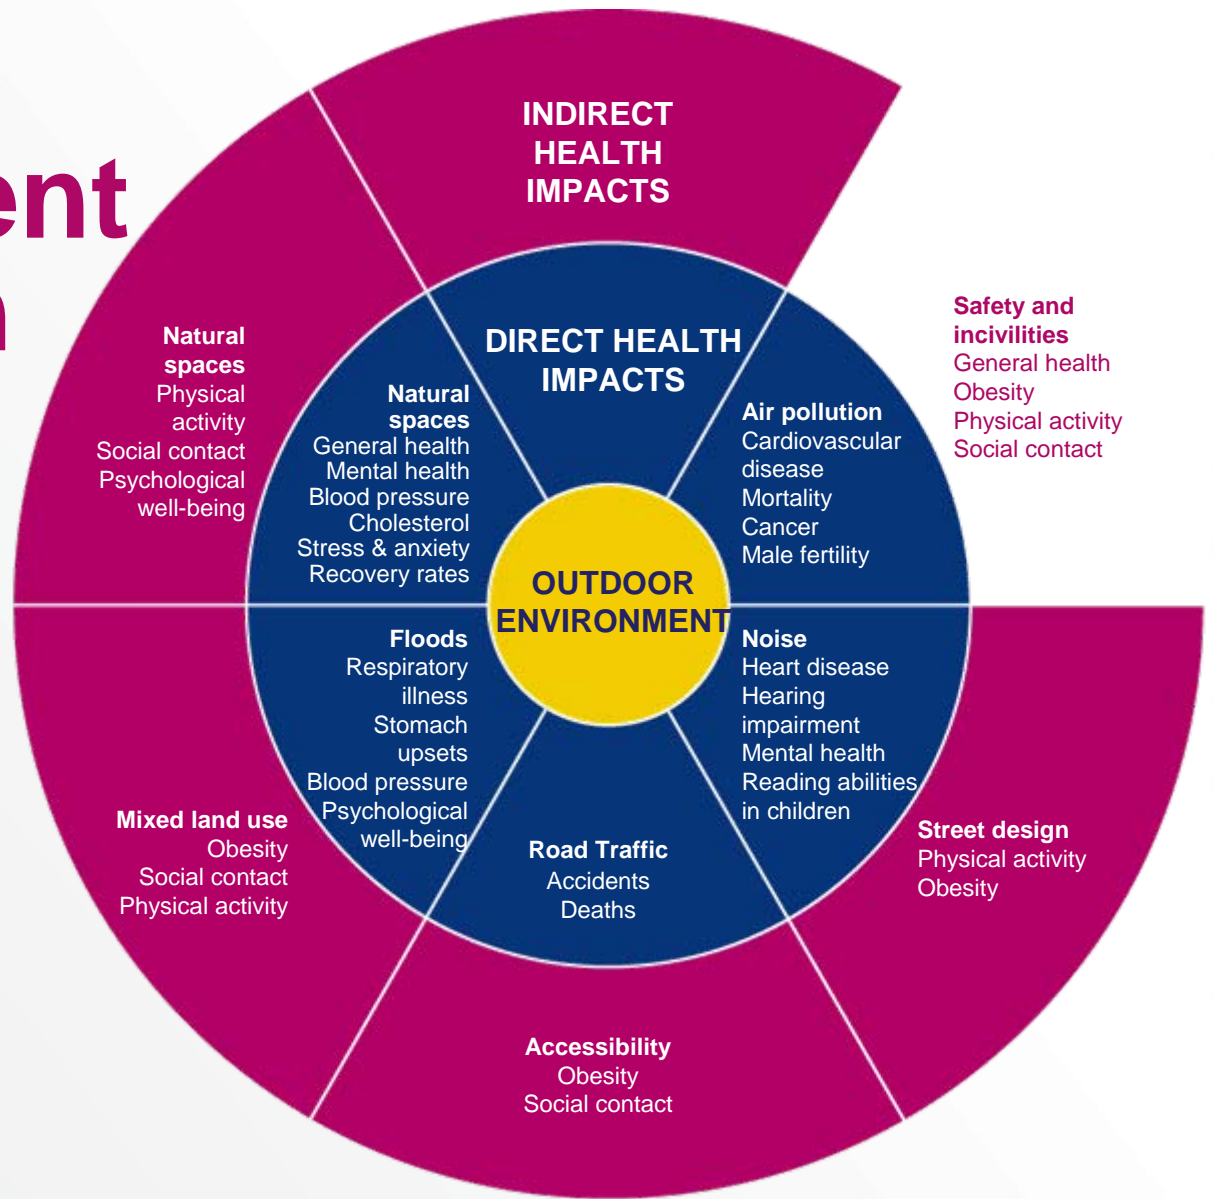 ent
n
INDIRECT
HEALTH
IMPACTS
DIRECT HEALTH
IMPACTS
Natural
spaces
Physical
activity
Social contact
Psychological
well-being
Natural
spaces
General health
Mental health
Blood pressure
Cholesterol
Stress & anxiety
Recovery rates
Air pollution
Cardiovascular
disease
Mortality
Cancer
Male fertility
Safety and
incivilities
General health
Obesity
Physical activity
Social contact
OUTDOOR
ENVIRONMENT
Floods
Respiratory
illness
Stomach
upsets
Blood pressure
Psychological
well-being
Noise
Heart disease
Hearing
impairment
Mental health
Reading abilities
in children
Mixed land use
Obesity
Social contact
Physical activity
Road Traffic
Accidents
Deaths
Street design
Physical activity
Obesity
Accessibility
Obesity
Social contact